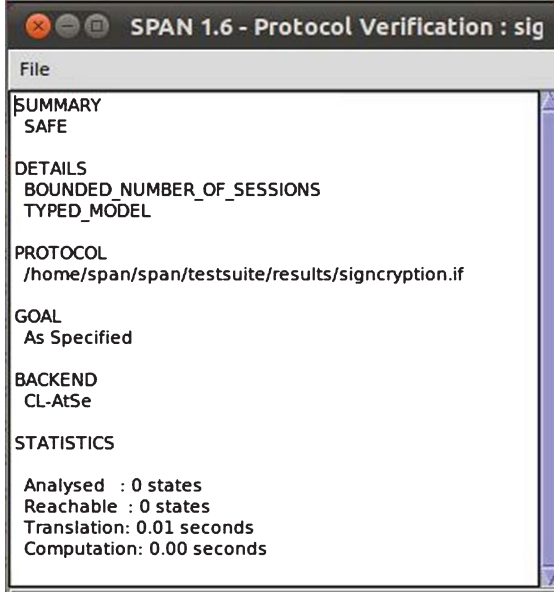 SPAN 1.6 - Protocol Verification : sig
File
SUMMARY
SAFE
DETAILS
BOUNDED_NUMBER_OF_SESSIONS
TYPED_MODEL
PROTOCOL
/home/span/span/testsuite/results/signcryption.if
GOAL
As Specified
BACKEND
CL-AtSe
STATISTICS
Analysed : 0 states
Reachable : 0 states
Translation: 0.01 seconds
Computation: 0.00 seconds